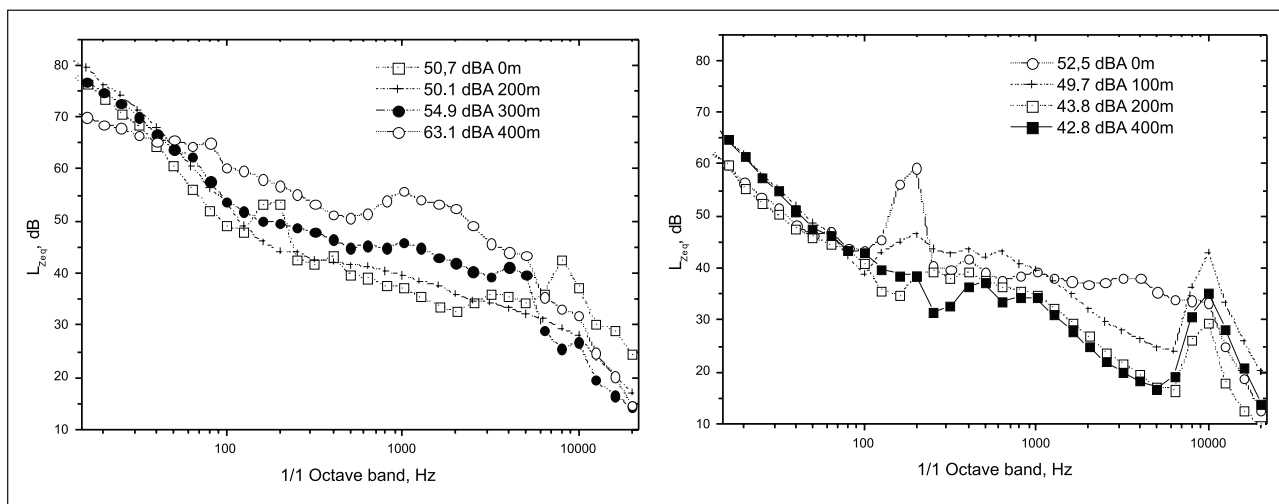 80
70
60
50
40
30
20
10
100
1000
10000
L Zeq, dB
1/1 Octave band, Hz
50,7 dBA 0m
50.1 dBA 200m
54.9 dBA 300m
63.1 dBA 400m
80
70
60
50
40
30
20
10
100
1000
10000
L Zeq, dB
1/1 Octave band, Hz
52,5 dBA 0m
49.7 dBA 100m
43.8 dBA 200m
42.8 dBA 400m